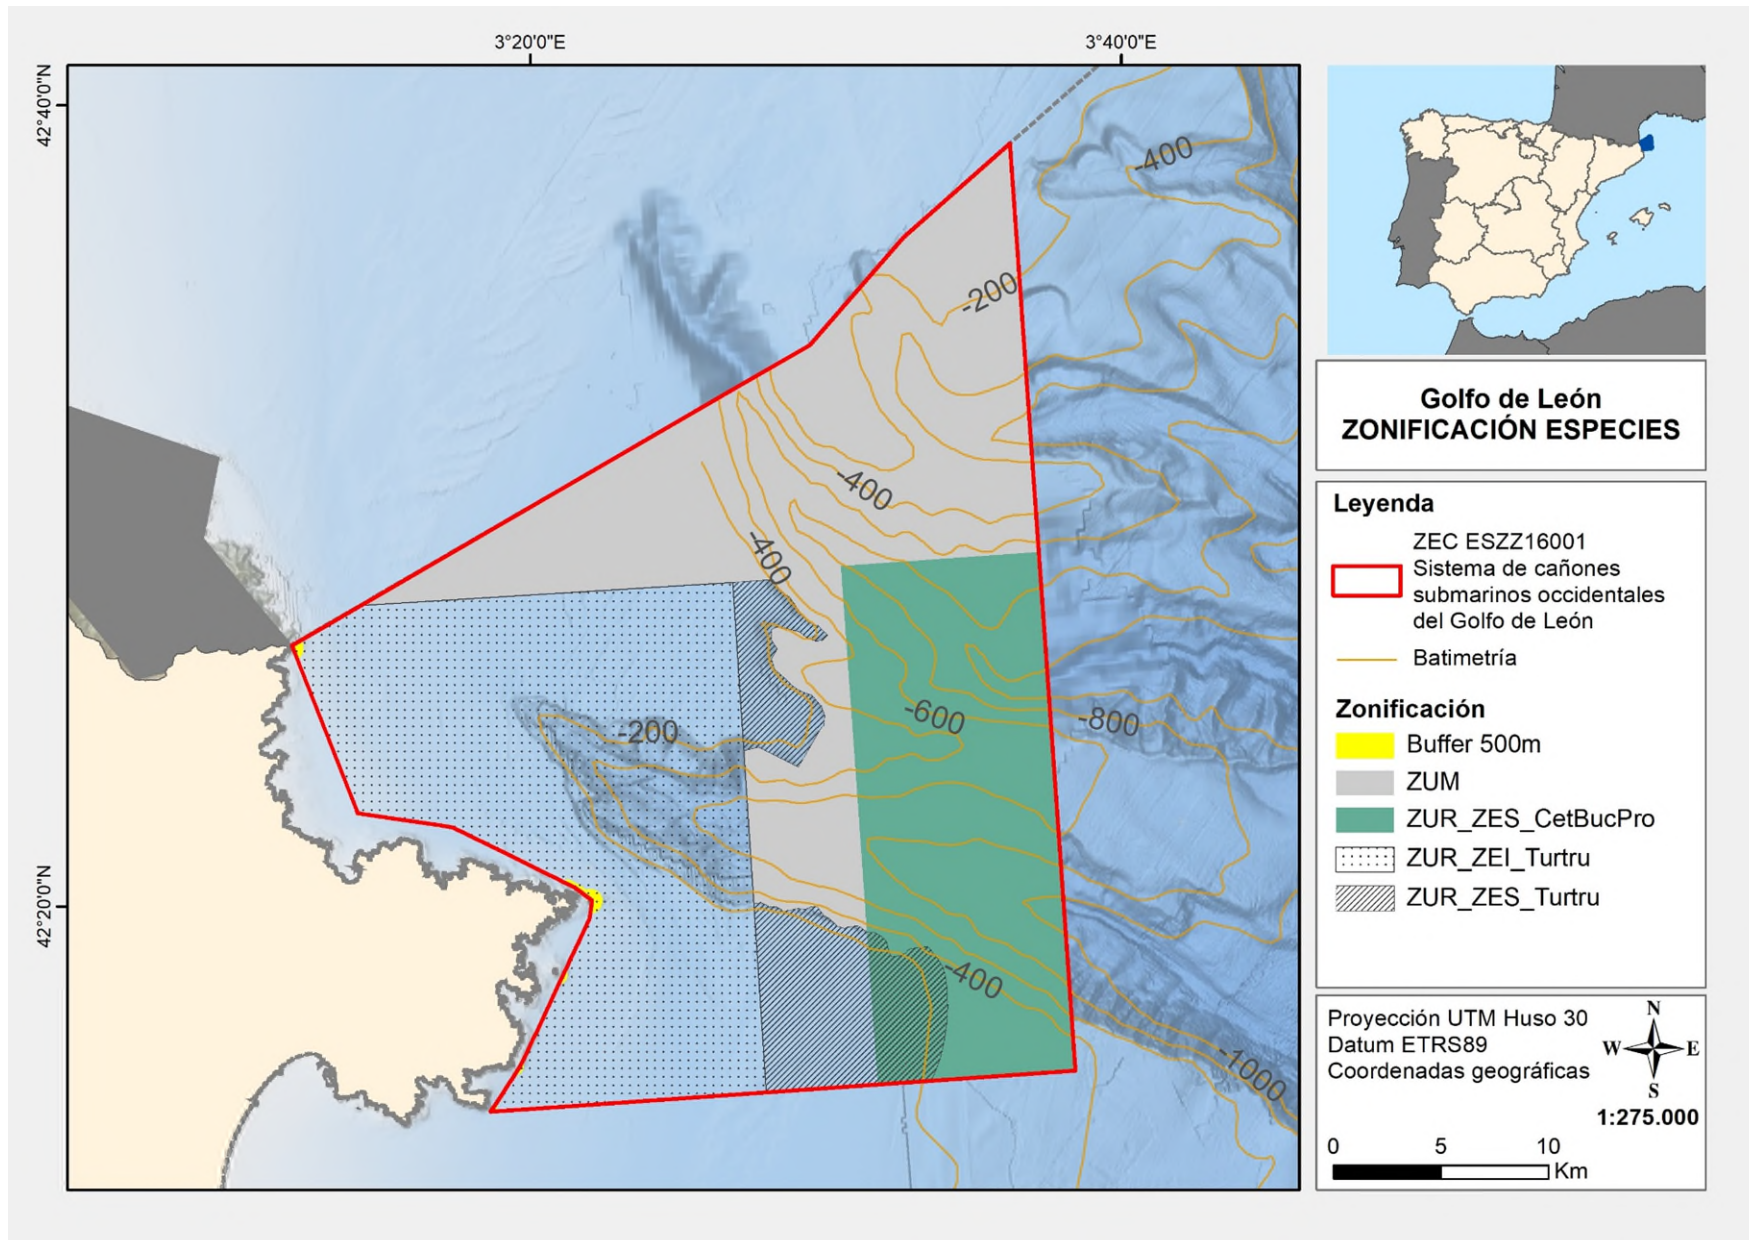 3°20'0"E
3°40'0"E
42°40'0"N
42°20'0"N
-400
-200
-400
-400
-200
-600
-800
-400
-1000
Golfo de León
ZONIFICACIÓN ESPECIES
Leyenda
ZEC ESZZ16001
Sistema de cañones
submarinos occidentales
del Golfo de León
Batimetría
Zonificación
Buffer 500m
ZUM
ZUR_ZES_CetBucPro
ZUR_ZEI_Turtru
ZUR_ZES_Turtru
Proyección UTM Huso 30
Datum ETRS89
Coordenadas geográficas
N
W E
S
1:275.000
0 5 10
Km